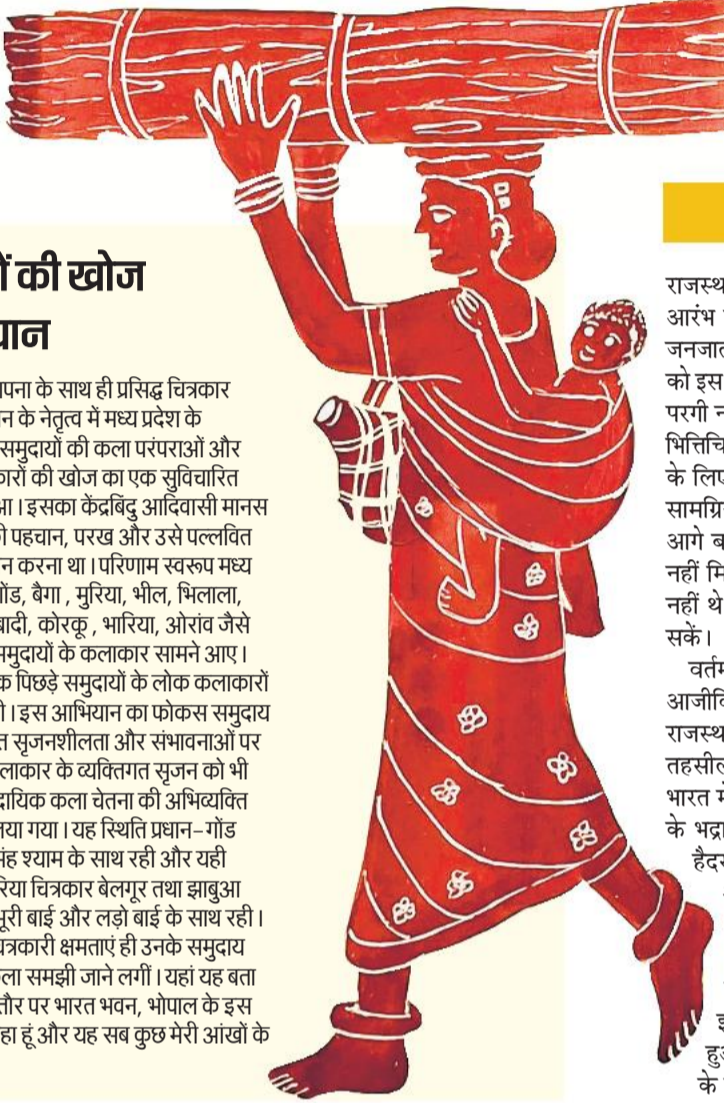 की खोज
पना के साथ ही प्रसिद्ध चित्रकार
न के नेतृत्व में मध्य प्रदेश के
समुदायों की कला परंपराओं और
कारों की खोज का एक सुविचारित
आ। इसका केंद्रबिंदु आदिवासी मानस
की पहचान, परख और उसे पल्लवित
न करना था। परिणाम स्वरूप मध्य
गोंड, बैगा , मुरिया, भील, भिलाला,
बादी, कोरकू , भारिया, ओरांव जैसे
समुदायों के कलाकार सामने आए।
क पिछड़े समुदायों के लोक कलाकारों
ी। इस आभियान का फोकस समुदाय
त सृजनशीलता और संभावनाओं पर
लाकार के व्यक्तिगत सृजन को भी
दायिक कला चेतना की अभिव्यक्ति
या गया। यह स्थिति प्रधान–गोंड
संह श्याम के साथ रही और यही
रिया चित्रकार बेलगूर तथा झाबुआ
भूरी बाई और लड़ो बाई के साथ रही।
त्रकारी क्षमताएं ही उनके समुदाय
ला समझी जाने लगीं। यहां यह बता
तौर पर भारत भवन, भोपाल के इस
हा हूं और यह सब कुछ मेरी आंखों के
राजस्थ
आरंभ
जनजात
को इस
परगी न
भित्तिचि
के लिए
सामग्रि
आगे ब
नहीं मि
नहीं थे
सकें।
वर्तम
आजीवि
राजस्थ
तहसील
भारत मे
के भद्रा
हैदर
इ
हु
के